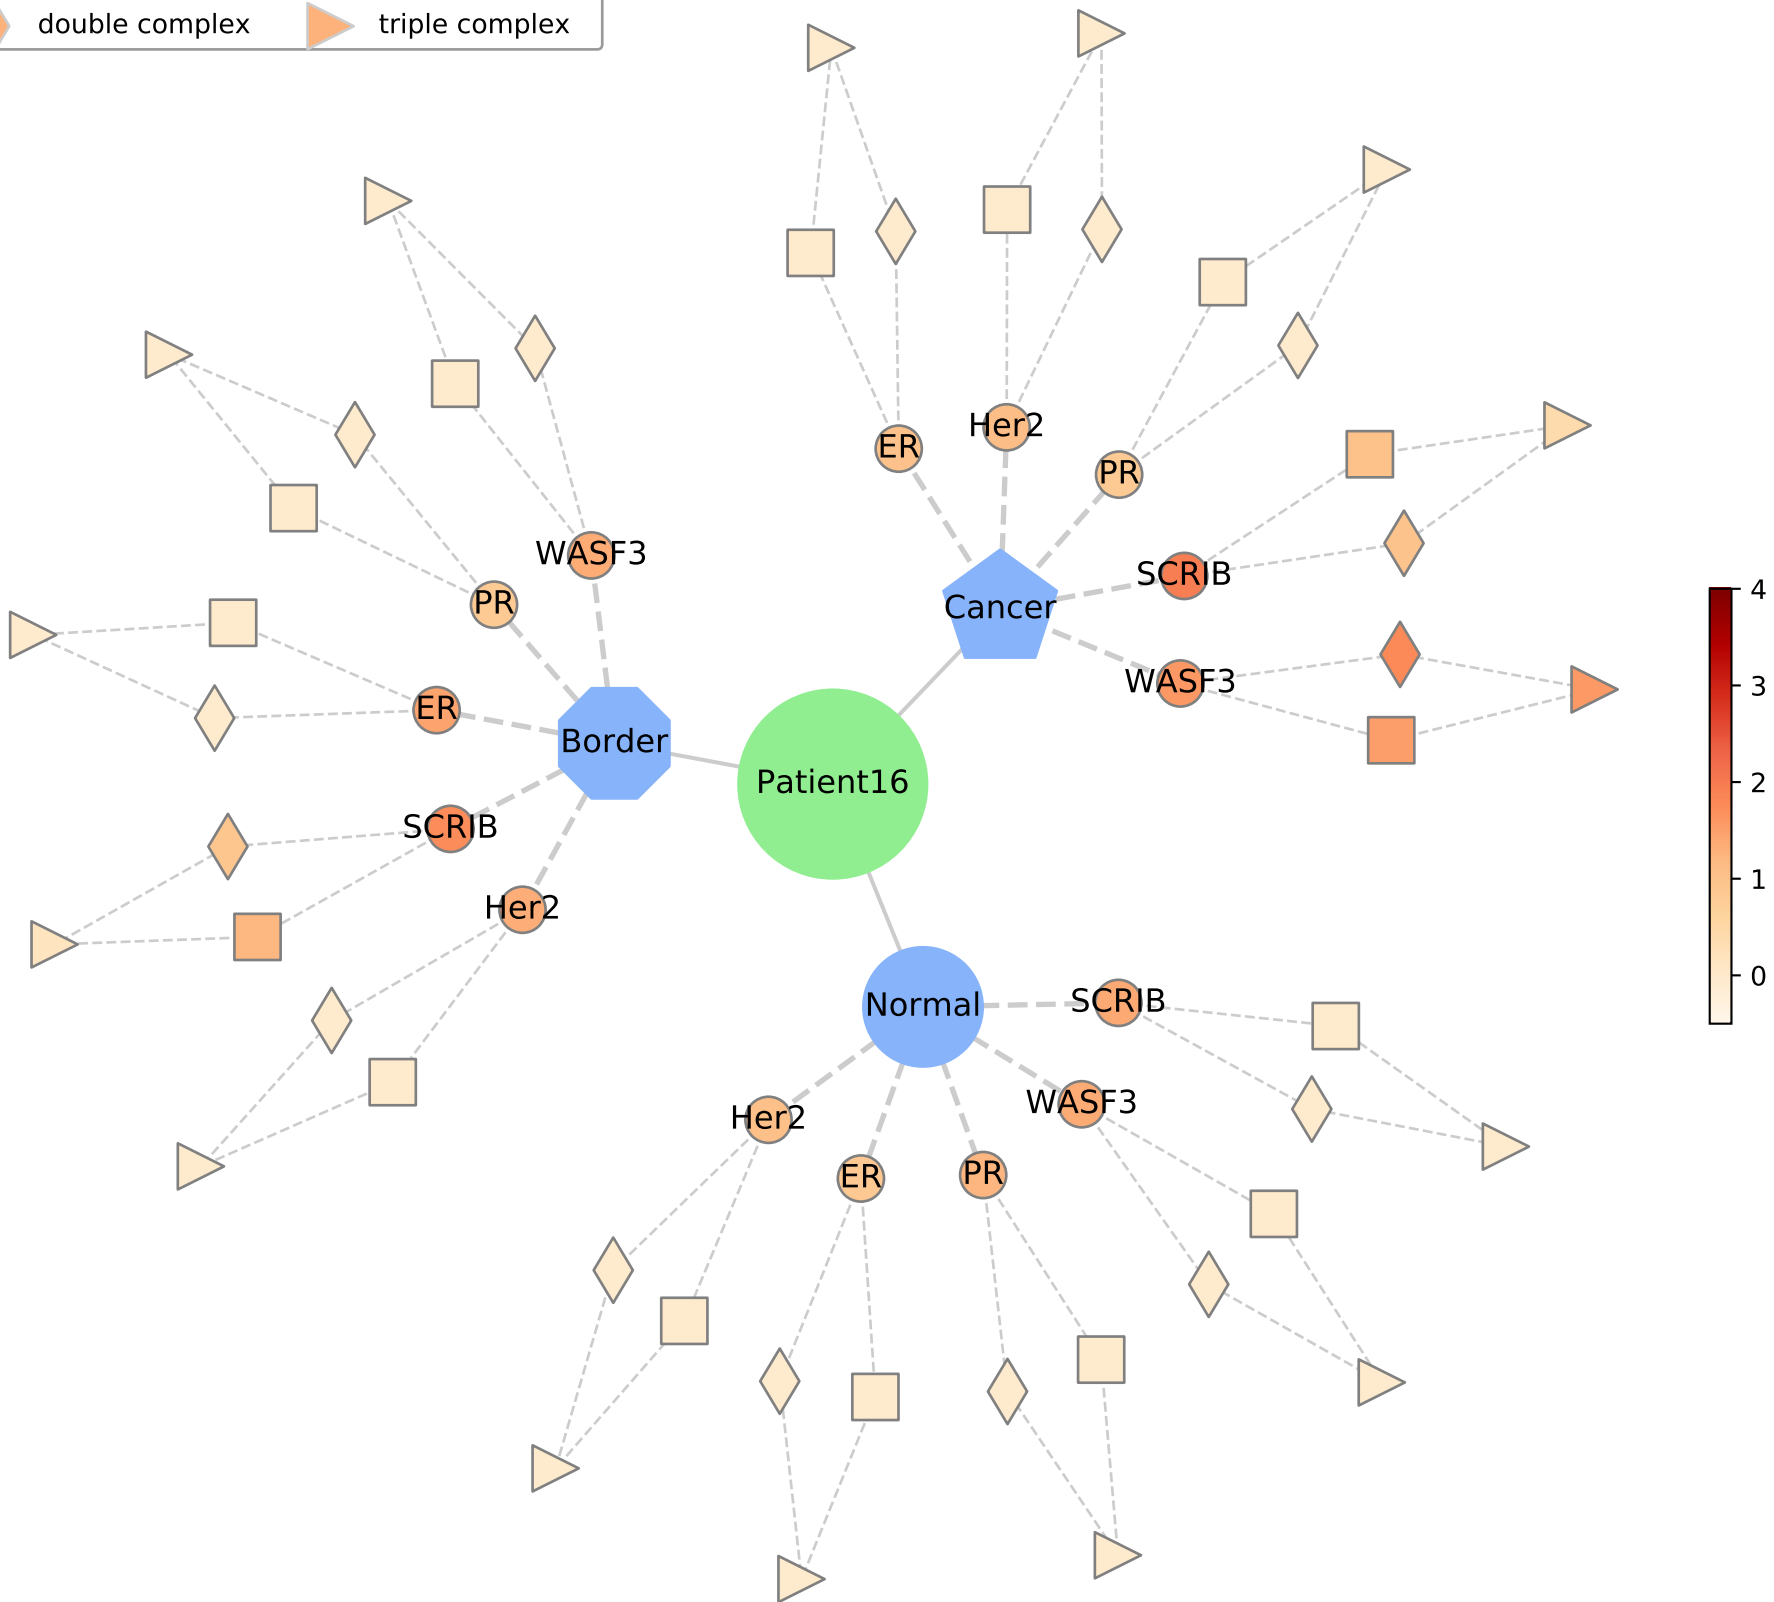 double complex
triple complex
ER
Her2
PR
SCRIB
Cancer
WASF3
WASF3
PR
ER
Border
SCRIB
Her2
Patient16
4
3
2
1
0
Normal
SCRIB
WASF3
Her2
ER
PR